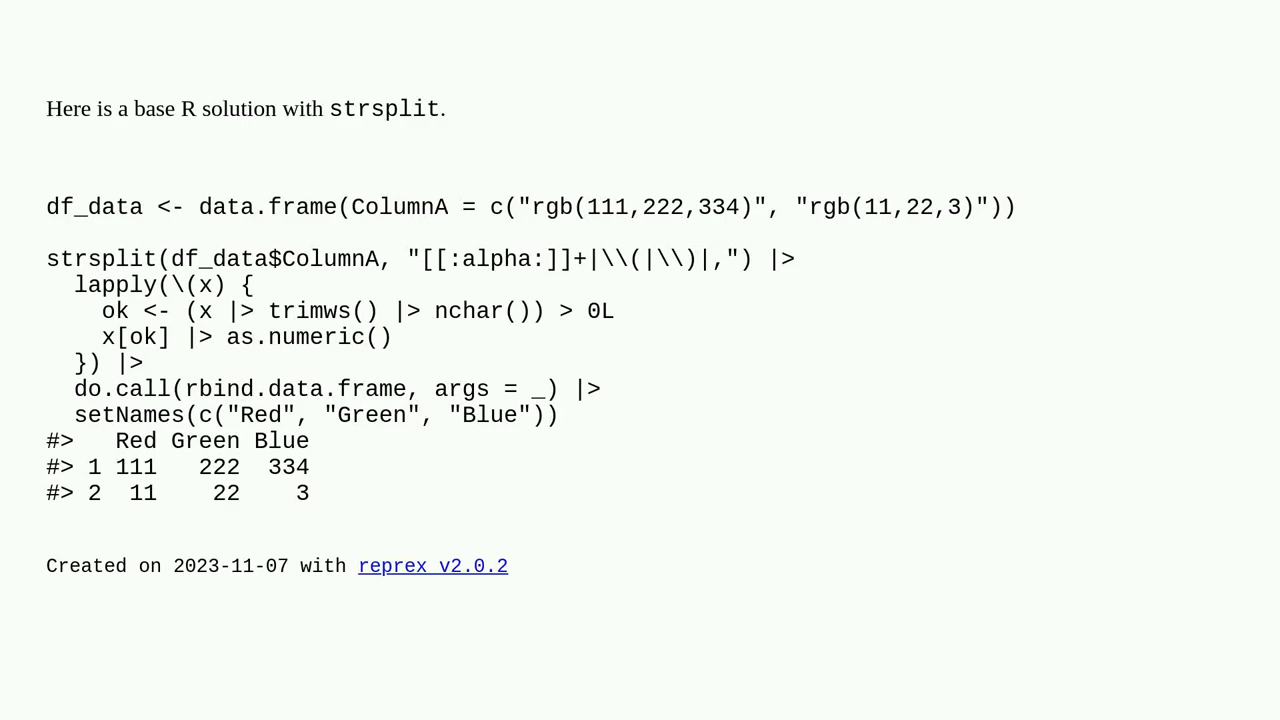 Here is a base R solution with strsplit.
df_data <- data.frame(ColumnA = c("rgb(111,222,334)", "rgb(11,22,3)"))
strsplit(df_data$ColumnA, "[[:alpha:]]+|\\(|\\)|,") |>
  lapply(\(x) {
    ok <- (x |> trimws() |> nchar()) > 0L
    x[ok] |> as.numeric()
  }) |>
  do.call(rbind.data.frame, args = _) |>
  setNames(c("Red", "Green", "Blue"))
#>   Red Green Blue
#> 1 111   222  334
#> 2  11    22    3
Created on 2023-11-07 with reprex v2.0.2